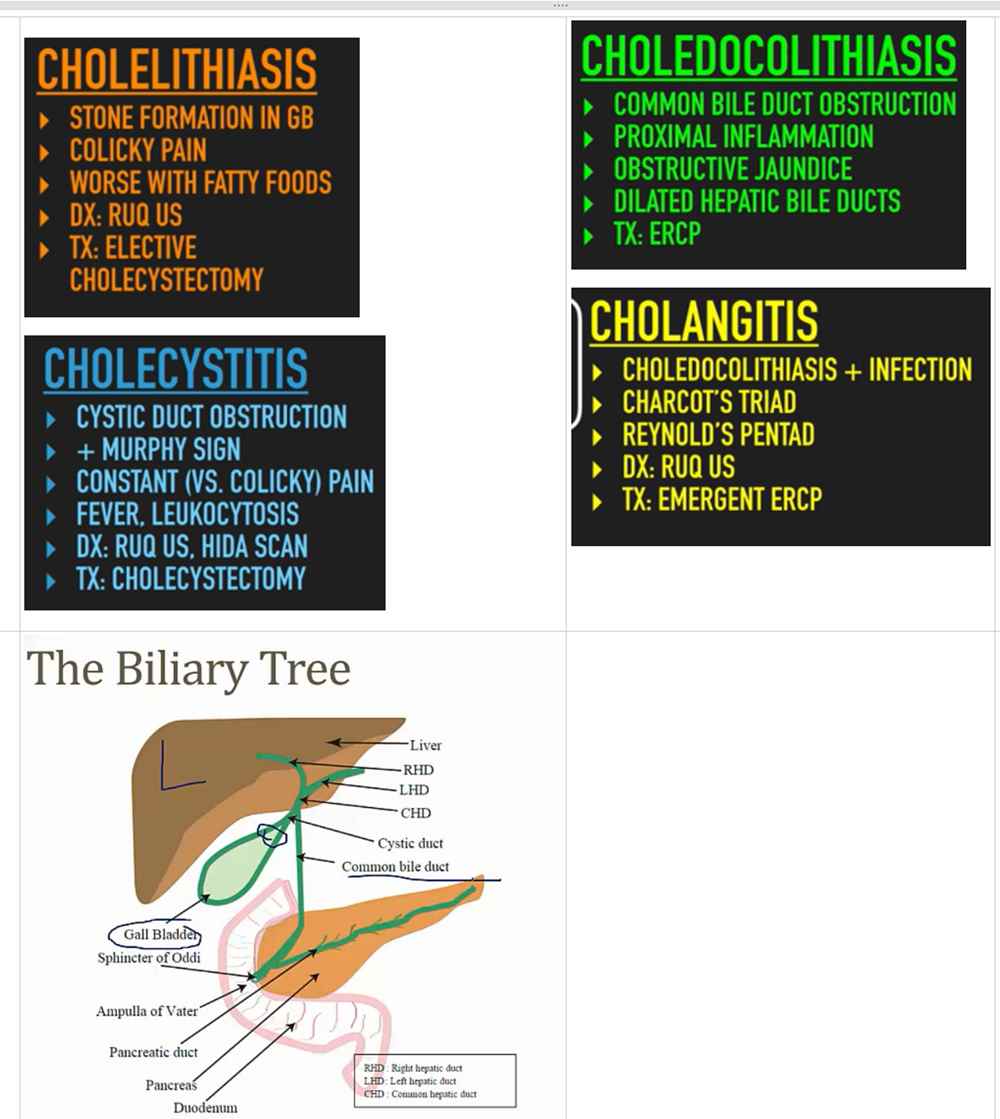 CHOLELITHIASIS
STONE FORMATION IN GB
COLICKY PAIN
WORSE WITH FATTY FOODS
DX: RUQ US
TX: ELECTIVE
CHOLECYSTECTOMY
CHOLECYSTITIS
CYSTIC DUCT OBSTRUCTION
+ MURPHY SIGN
CONSTANT (VS. COLICKY) PAIN
FEVER, LEUKOCYTOSIS
DX: RUQ US, HIDA SCAN
TX: CHOLECYSTECTOMY
CHOLEDOCOLITHIASIS
COMMON BILE DUCT OBSTRUCTION
PROXIMAL INFLAMMATION
OBSTRUCTIVE JAUNDICE
DILATED HEPATIC BILE DUCTS
TX: ERCP
CHOLANGITIS
CHOLEDOCOLITHIASIS + INFECTION
CHARCOT'S TRIAD
REYNOLD'S PENTAD
DX: RUQ US
TX: EMERGENT ERCP
The Biliary Tree
Liver
RHD
LHD
CHD
Cystic duct
Common bile duct
Gall Bladder
Sphincter of Oddi
Ampulla of Vater
Pancreatic duct
Pancreas
Duodenum
RHD : Right hepatic duct
LHD : Left hepatic duct
CHD : Common hepatic duct